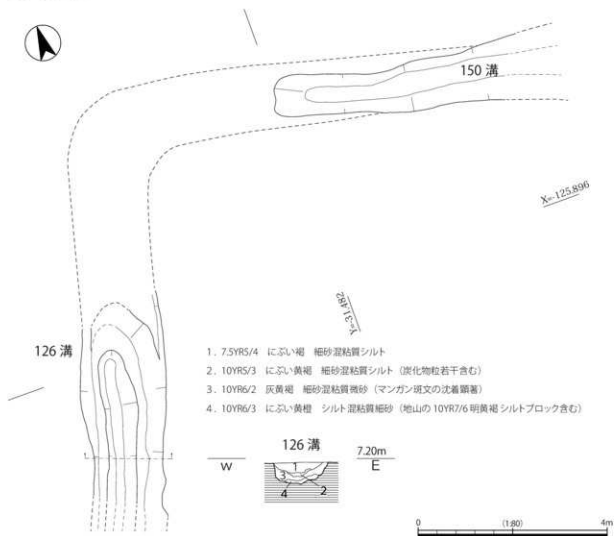 150 溝
X=-125.896
Y=-31.482
126 溝
1. 7.5YR5/4 にぶい褐 細砂混粘質シルト
2. 10YR5/3 にぶい黄褐 細砂混粘質シルト(炭化物粒若干含む)
3. 10YR6/2 灰黄褐 細砂混粘質微砂(マンガン斑文の沈着顕著)
4. 10YR6/3 にぶい黄橙 シルト混粘質細砂(地山の 10YR7/6 明黄褐 シルトブロック含む)
126 溝
W
7.20m
E
1
3
4
2
0
(1:80)
4m